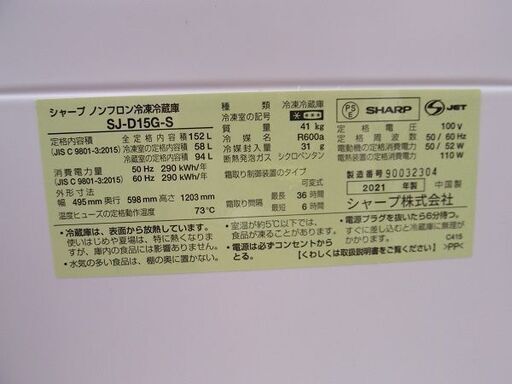 シャープ ノンフロン冷凍冷蔵庫
SJ-D15G-S
定格内容積 全定格内容積 152 L
(JIS C 9801-3:2015) 冷凍室の定格内容積 58 L
冷蔵室の定格内容積 94 L
消費電力量 50 Hz 290 kWh/年
(JIS C 9801-3:2015) 60 Hz 290 kWh/年
外形寸法
幅 495 mm 奥行 598 mm 高さ 1203 mm
温度ヒューズの定格動作温度 73℃
種類 冷凍冷蔵庫
冷凍室の記号
質量 41 kg
冷媒名 R600a
冷媒封入量 31 g
断熱発泡ガス シクロペンタン
霜取り制御装置のタイプ
可変式
霜取り間隔 最長 36 時間
最短 6 時間
PS E SHARP S JET
定格電圧 100 V
定格周波数 50 / 60 Hz
電動機の定格消費電力 50 / 52 W
電熱装置の定格消費電力 110 W
製造番号 90032304
2021 年製 中国製
シャープ株式会社
・冷蔵庫は、表面から放熱しています。
使いはじめや夏場は、特に熱くなりますが、庫内の食品には影響ありません。
・水気の多い食品は、棚の奥に置かない。
・室温が約5℃以下では、食品が凍ることがあります。
・電源は必ずコンセントからとる。
・電源プラグを抜いたら6分待つ。
すぐに差し込むと冷凍機に無理がかかり、故障の原因。
【くわしくは取扱説明書をご覧ください】 >PP<
C415